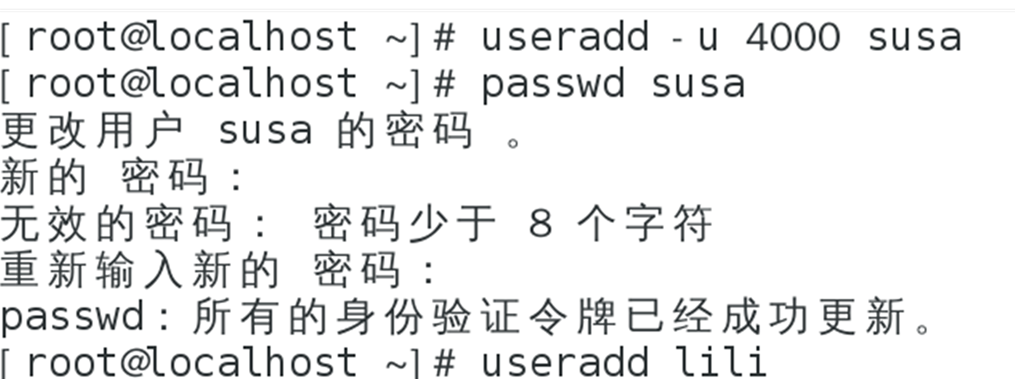 [root@localhost ~]# useradd -u 4000 susa
[root@localhost ~]# passwd susa
更改用户 susa 的密码 。
新的 密码：
无效的密码： 密码少于 8 个字符
重新输入新的 密码：
passwd：所有的身份验证令牌已经成功更新。
[root@localhost ~]# useradd lili